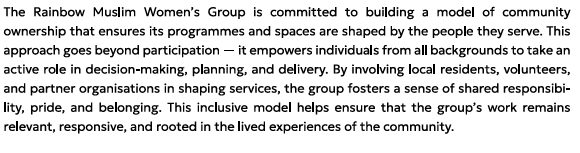 The Rainbow Muslim Women's Group is committed to building a model of community
ownership that ensures its programmes and spaces are shaped by the people they serve. This
approach goes beyond participation — it empowers individuals from all backgrounds to take an
active role in decision-making, planning, and delivery. By involving local residents, volunteers,
and partner organisations in shaping services, the group fosters a sense of shared responsibi-
lity, pride, and belonging. This inclusive model helps ensure that the group's work remains
relevant, responsive, and rooted in the lived experiences of the community.